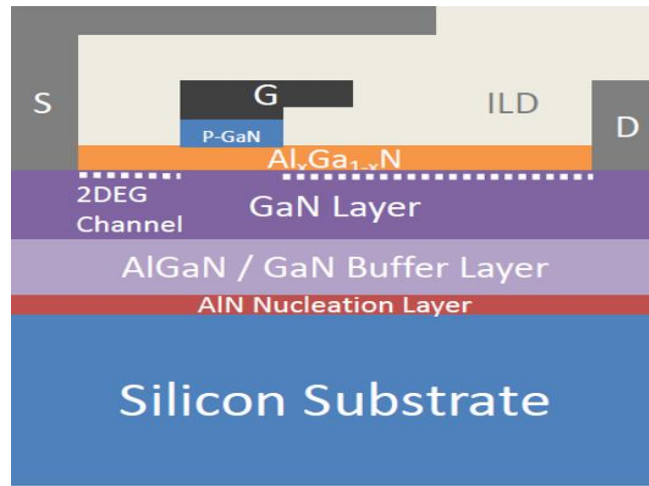 S
G
ILD
D
P-GaN
AlₓGa₁₋ₓN
2DEG
Channel
GaN Layer
AlGaN / GaN Buffer Layer
AlN Nucleation Layer
Silicon Substrate